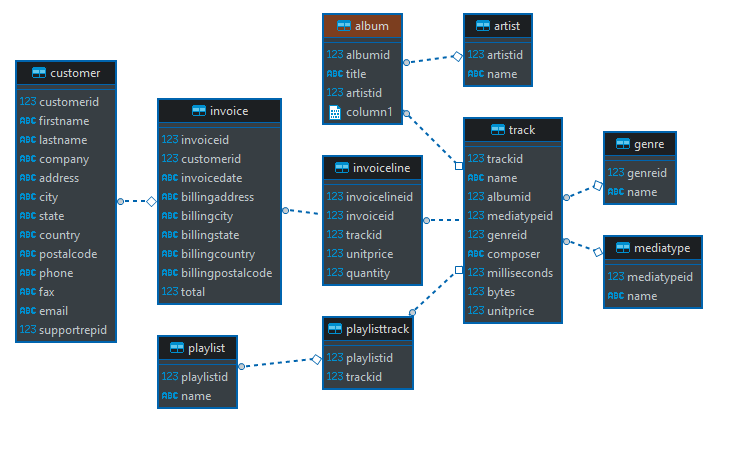 customer
123 customerid
ABC firstname
ABC lastname
ABC company
ABC address
ABC city
ABC state
ABC country
ABC postalcode
ABC phone
ABC fax
ABC email
123 supportrepid
invoice
123 invoiceid
123 customerid
ABC invoicedate
ABC billingaddress
ABC billingcity
ABC billingstate
ABC billingcountry
ABC billingpostalcode
123 total
playlist
123 playlistid
ABC name
album
123 albumid
ABC title
123 artistid
column1
invoiceline
123 invoicelineid
123 invoiceid
123 trackid
123 unitprice
123 quantity
playlisttrack
123 playlistid
123 trackid
artist
123 artistid
ABC name
track
123 trackid
ABC name
123 albumid
123 mediatypeid
123 genreid
ABC composer
123 milliseconds
123 bytes
123 unitprice
genre
123 genreid
ABC name
mediatype
123 mediatypeid
ABC name